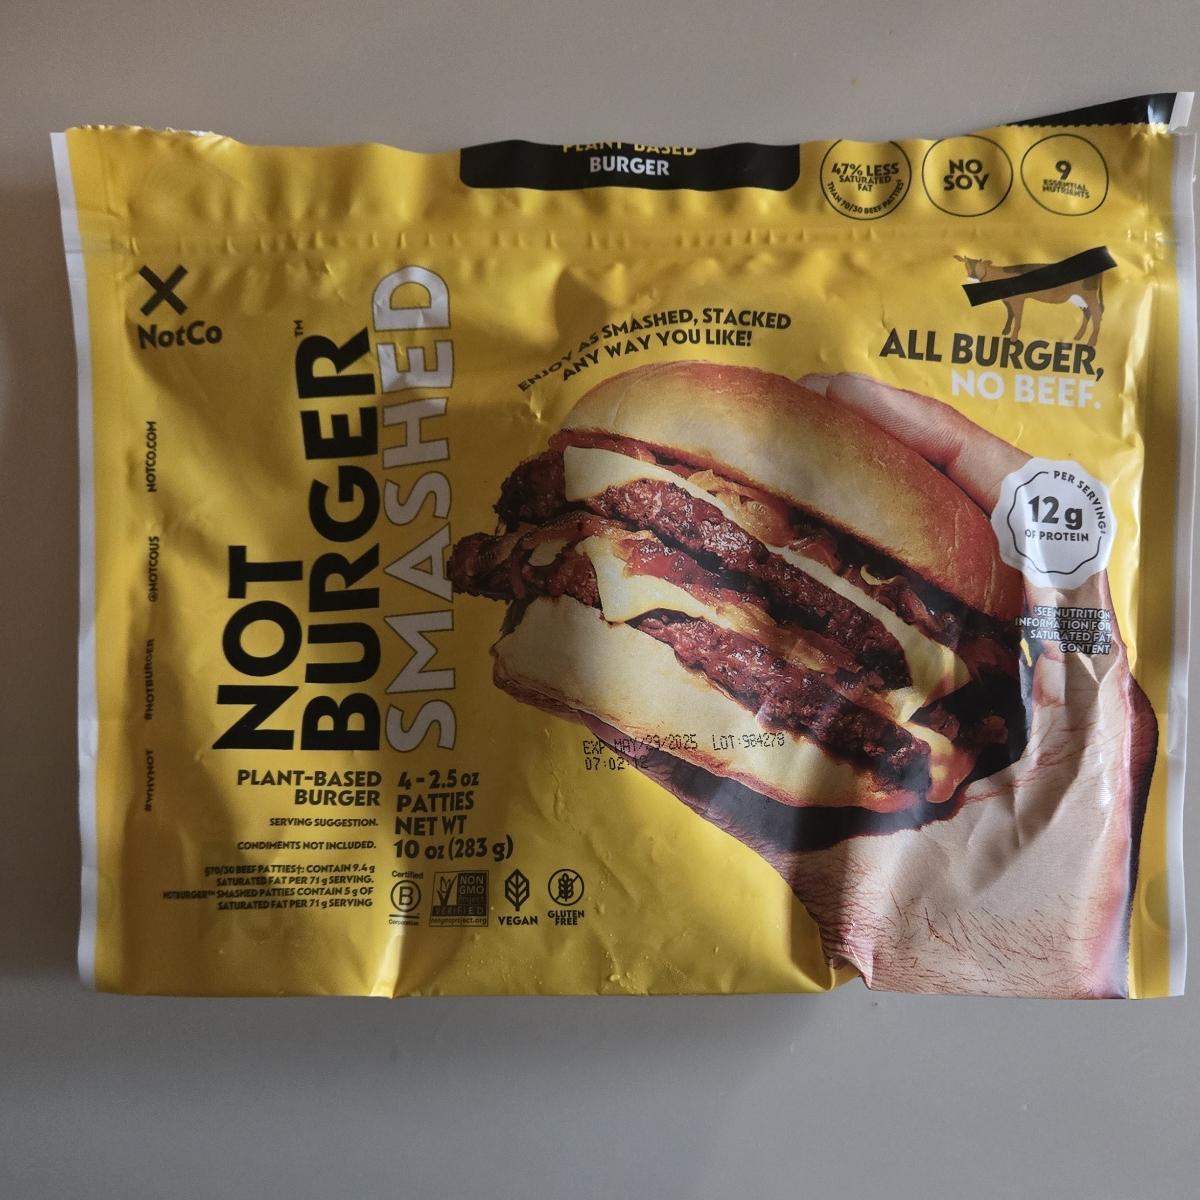 PLANT-BASED
BURGER
47% LESS
SATURATED
FAT
THAN 70/30 BEEF PATTIES§
NO
SOY
9
ESSENTIAL
NUTRIENTS
NotCo
NOT
BURGER™
SMASHED
ENJOY AS SMASHED, STACKED
ANY WAY YOU LIKE!
ALL BURGER,
NO BEEF.
PER SERVING!
12g
OF PROTEIN
!SEE NUTRITION
INFORMATION FOR
SATURATED FAT
CONTENT
NOTCO.COM
@NOTCOUS
#NOTBURGER
#WHYNOT
EXP MAY/29/2025 LOT:984279
07:02:12
PLANT-BASED
BURGER
SERVING SUGGESTION.
CONDIMENTS NOT INCLUDED.
§70/30 BEEF PATTIES†: CONTAIN 9.4 g
SATURATED FAT PER 71 g SERVING.
NOTBURGER™ SMASHED PATTIES CONTAIN 5 g OF
SATURATED FAT PER 71 g SERVING
4 - 2.5 oz
PATTIES
NET WT
10 oz (283 g)
Certified
B
Corporation
NON
GMO
Project
VERIFIED
nongmoproject.org
VEGAN
GLUTEN
FREE